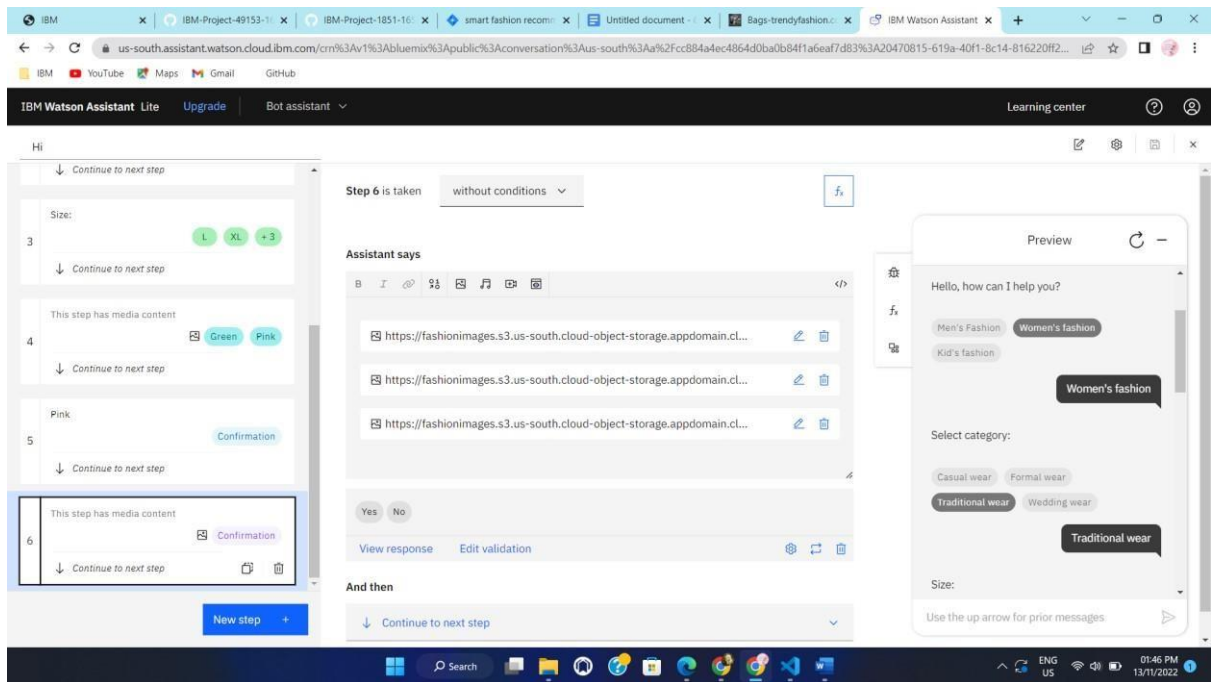 IBM
IBM-Project-49153-1
IBM-Project-1851-16
smart fashion recom
Untitled document -
Bags-trendyfashion.c
IBM Watson Assistant
us-south.assistant.watson.cloud.ibm.com/crn%3Av1%3Abluemix%3Apublic%3Aconversation%3Aus-south%3Aa%2Fcc884a4ec4864d0ba0b84f1a6eaf7d83%3A20470815-619a-40f1-8c14-816220ff2...
IBM YouTube Maps Gmail GitHub
IBM Watson Assistant Lite Upgrade Bot assistant Learning center
Hi
Continue to next step
3
Size:
L XL + 3
Continue to next step
4
This step has media content
Green Pink
Continue to next step
5
Pink
Confirmation
Continue to next step
6
This step has media content
Confirmation
Continue to next step
New step +
Step 6 is taken without conditions
fx
Assistant says
B I </>
https://fashionimages.s3.us-south.cloud-object-storage.appdomain.cl...
https://fashionimages.s3.us-south.cloud-object-storage.appdomain.cl...
https://fashionimages.s3.us-south.cloud-object-storage.appdomain.cl...
Yes No
View response Edit validation
And then
Continue to next step
fx
Preview
Hello, how can I help you?
Men's Fashion Women's fashion
Kid's fashion
Women's fashion
Select category:
Casual wear Formal wear
Traditional wear Wedding wear
Traditional wear
Size:
Use the up arrow for prior messages
Search
ENG
US
01:46 PM
13/11/2022
1